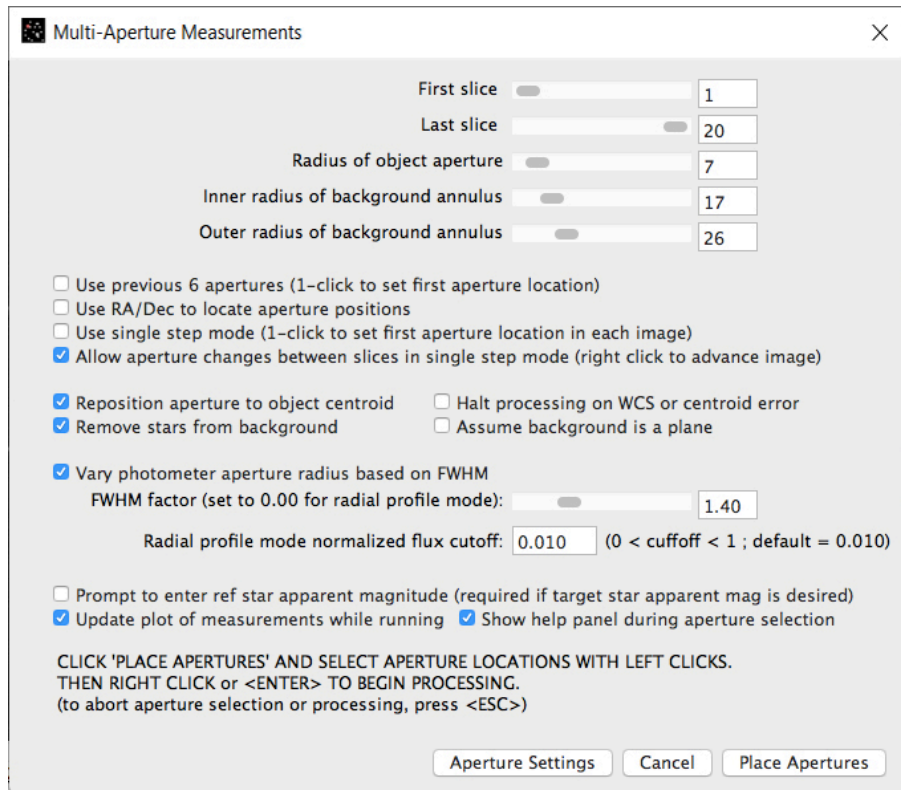 Multi-Aperture Measurements
First slice 1
Last slice 20
Radius of object aperture 7
Inner radius of background annulus 17
Outer radius of background annulus 26
Use previous 6 apertures (1-click to set first aperture location)
Use RA/Dec to locate aperture positions
Use single step mode (1-click to set first aperture location in each image)
Allow aperture changes between slices in single step mode (right click to advance image)
Reposition aperture to object centroid Halt processing on WCS or centroid error
Remove stars from background Assume background is a plane
Vary photometer aperture radius based on FWHM
FWHM factor (set to 0.00 for radial profile mode): 1.40
Radial profile mode normalized flux cutoff: 0.010 (0 < cuffoff < 1 ; default = 0.010)
Prompt to enter ref star apparent magnitude (required if target star apparent mag is desired)
Update plot of measurements while running Show help panel during aperture selection
CLICK 'PLACE APERTURES' AND SELECT APERTURE LOCATIONS WITH LEFT CLICKS.
THEN RIGHT CLICK or <ENTER> TO BEGIN PROCESSING.
(to abort aperture selection or processing, press <ESC>)
Aperture Settings Cancel Place Apertures